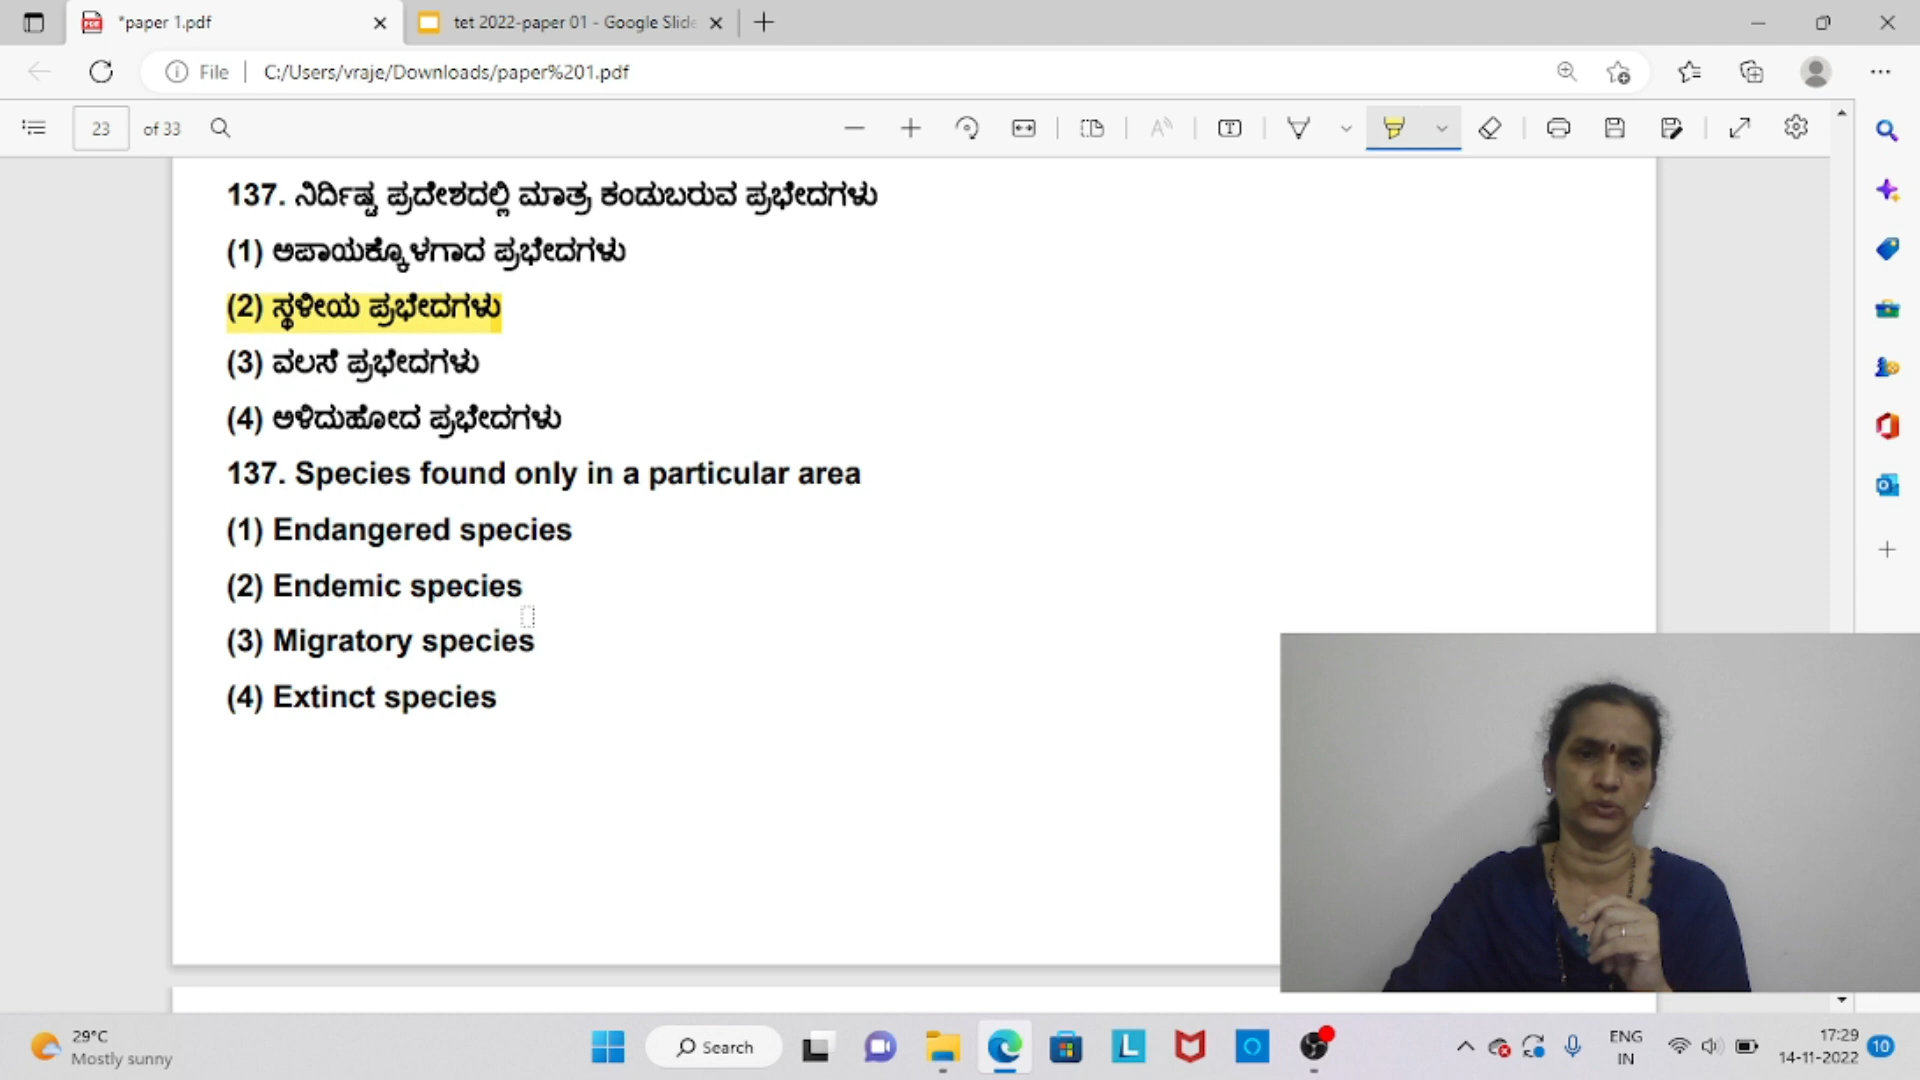 *paper 1.pdf
tet 2022-paper 01 - Google Slide
File
C:/Users/vraje/Downloads/paper%201.pdf
23 of 33
137. ನಿರ್ದಿಷ್ಟ ಪ್ರದೇಶದಲ್ಲಿ ಮಾತ್ರ ಕಂಡುಬರುವ ಪ್ರಭೇದಗಳು
(1) ಅಪಾಯಕ್ಕೊಳಗಾದ ಪ್ರಭೇದಗಳು
(2) ಸ್ಥಳೀಯ ಪ್ರಭೇದಗಳು
(3) ವಲಸೆ ಪ್ರಭೇದಗಳು
(4) ಅಳಿದುಹೋದ ಪ್ರಭೇದಗಳು
137. Species found only in a particular area
(1) Endangered species
(2) Endemic species
(3) Migratory species
(4) Extinct species
29°C
Mostly sunny
Search
ENG
IN
17:29
14-11-2022
10